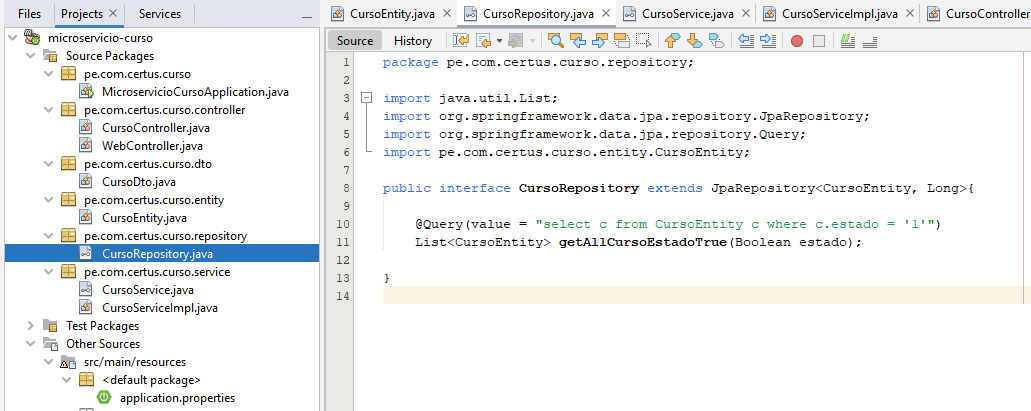 Files
Projects
Services
microservicio-curso
Source Packages
pe.com.certus.curso
MicroservicioCursoApplication.java
pe.com.certus.curso.controller
CursoController.java
WebController.java
pe.com.certus.curso.dto
CursoDto.java
pe.com.certus.curso.entity
CursoEntity.java
pe.com.certus.curso.repository
CursoRepository.java
pe.com.certus.curso.service
CursoService.java
CursoServiceImpl.java
Test Packages
Other Sources
src/main/resources
<default package>
application.properties
CursoEntity.java
CursoRepository.java
CursoService.java
CursoServiceImpl.java
CursoController
Source
History
1 package pe.com.certus.curso.repository;
2
3 import java.util.List;
4 import org.springframework.data.jpa.repository.JpaRepository;
5 import org.springframework.data.jpa.repository.Query;
6 import pe.com.certus.curso.entity.CursoEntity;
7
8 public interface CursoRepository extends JpaRepository<CursoEntity, Long>{
9
10 @Query(value = "select c from CursoEntity c where c.estado = '1'")
11 List<CursoEntity> getAllCursoEstadoTrue(Boolean estado);
12
13 }
14